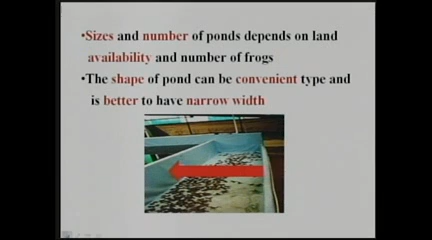 •Sizes and number of ponds depends on land
availability and number of frogs
•The shape of pond can be convenient type and
is better to have narrow width